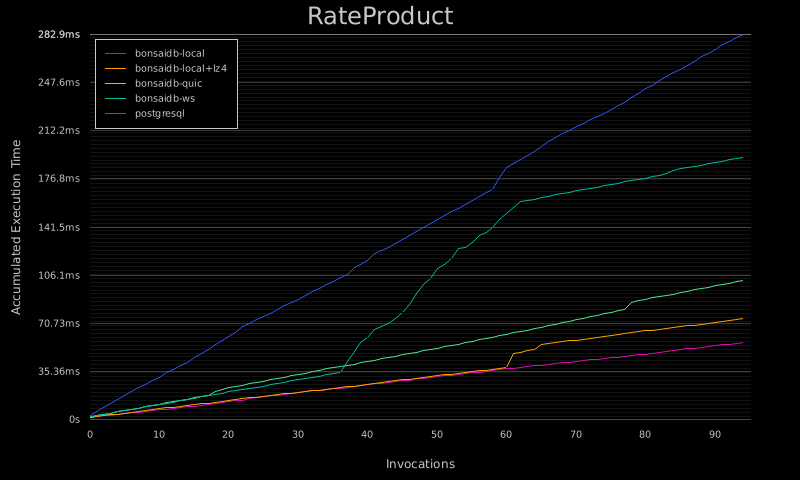 RateProduct
282.9ms
247.6ms
212.2ms
176.8ms
141.5ms
106.1ms
70.73ms
35.36ms
0s
bonsaidb-local
bonsaidb-local+lz4
bonsaidb-quic
bonsaidb-ws
postgresql
Accumulated Execution Time
0 10 20 30 40 50 60 70 80 90
Invocations